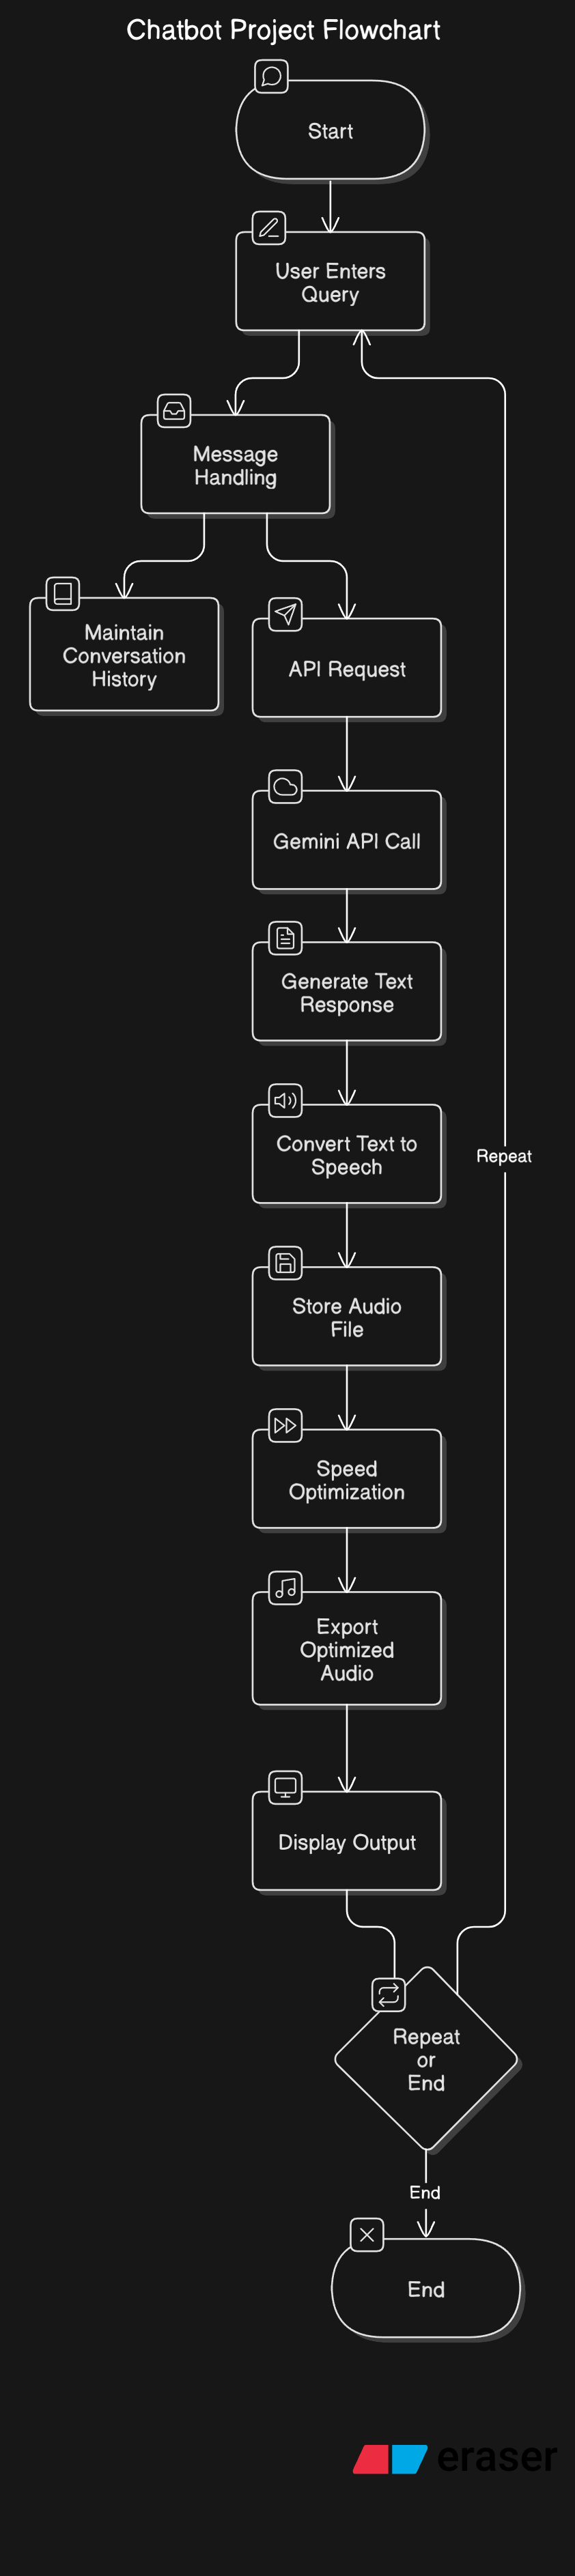 Chatbot Project Flowchart
Start
User Enters
Query
Message
Handling
Maintain
Conversation
History
API Request
Gemini API Call
Generate Text
Response
Convert Text to
Speech
Repeat
Store Audio
File
Speed
Optimization
Export
Optimized
Audio
Display Output
Repeat
or
End
End
End
eraser